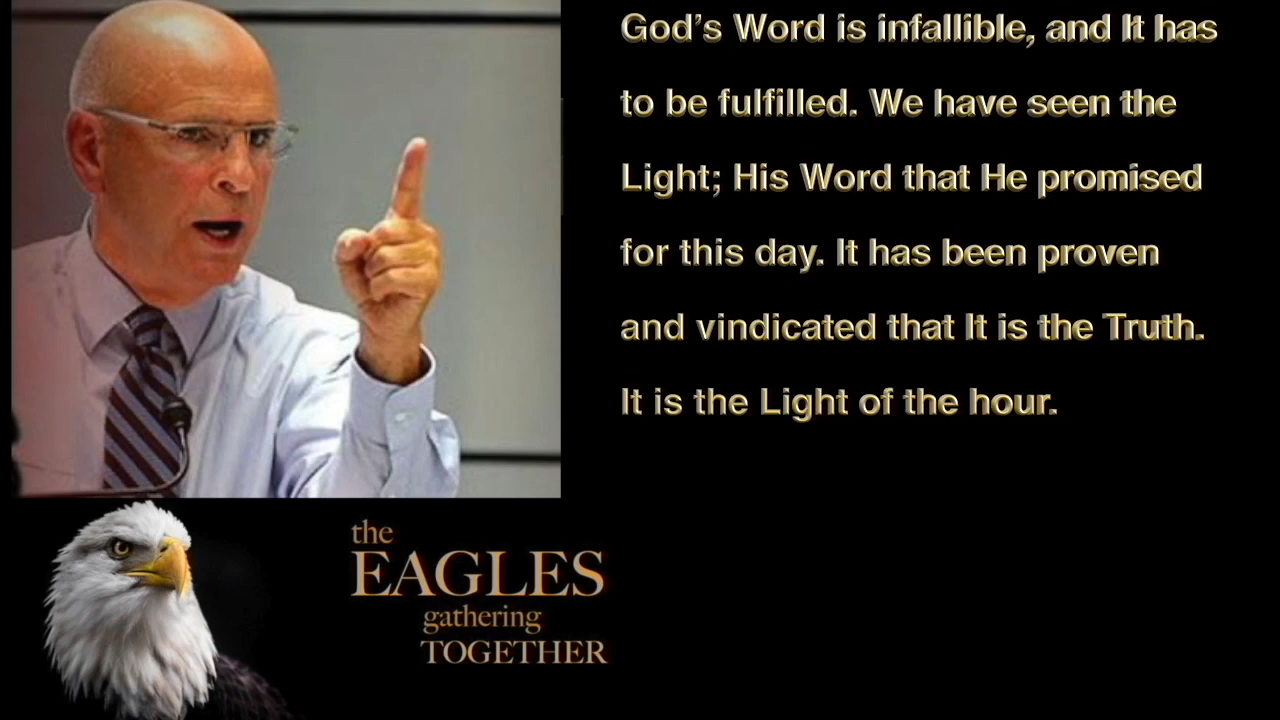 God’s Word is infallible, and It has
to be fulfilled. We have seen the
Light; His Word that He promised
for this day. It has been proven
and vindicated that It is the Truth.
It is the Light of the hour.
the
EAGLES
gathering
TOGETHER